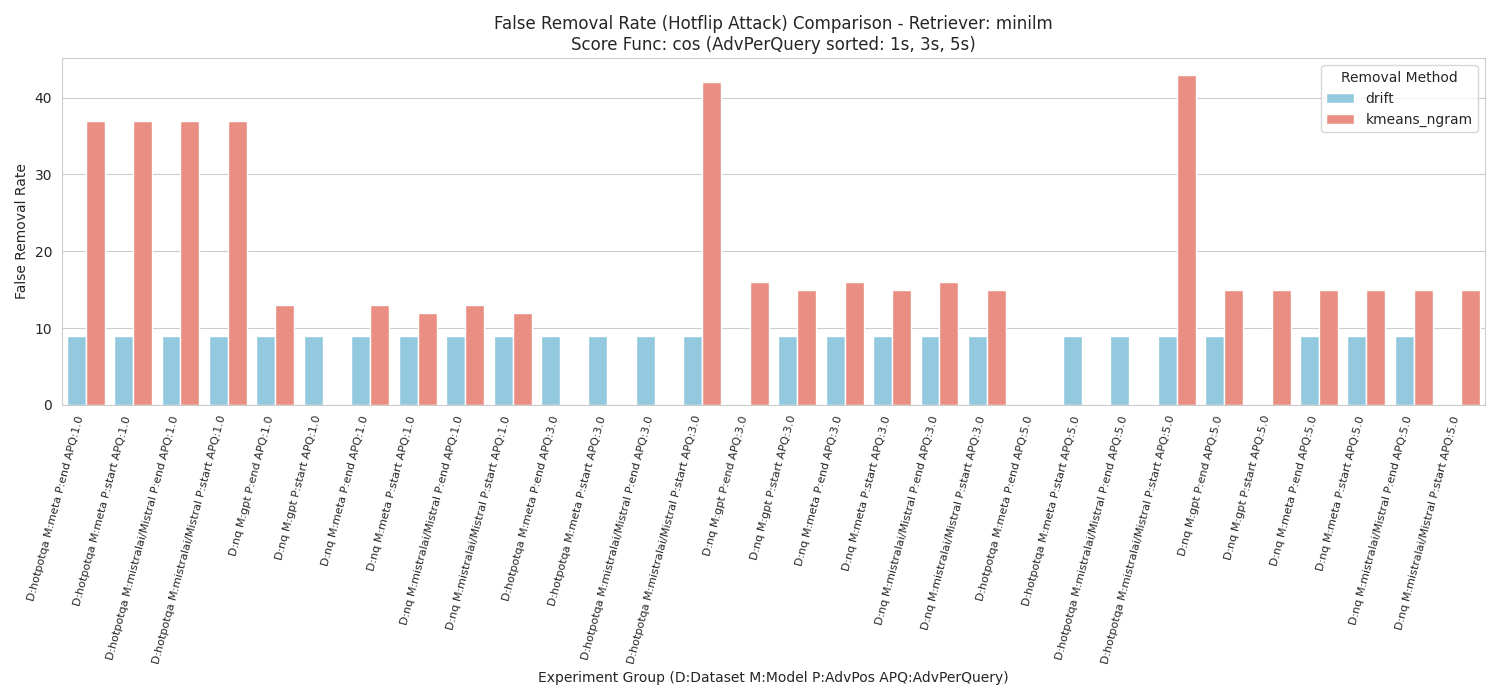 False Removal Rate (Hotflip Attack) Comparison - Retriever: minilm
Score Func: cos (AdvPerQuery sorted: 1s, 3s, 5s)
Removal Method
drift
kmeans_ngram
False Removal Rate
40
30
20
10
0
D:hotpotqa M:meta P:end APQ:1.0
D:hotpotqa M:meta P:start APQ:1.0
D:hotpotqa M:mistralai/Mistral P:end APQ:1.0
D:hotpotqa M:mistralai/Mistral P:start APQ:1.0
D:nq M:gpt P:end APQ:1.0
D:nq M:gpt P:start APQ:1.0
D:nq M:meta P:end APQ:1.0
D:nq M:meta P:start APQ:1.0
D:nq M:mistralai/Mistral P:end APQ:1.0
D:nq M:mistralai/Mistral P:start APQ:1.0
D:hotpotqa M:meta P:end APQ:3.0
D:hotpotqa M:meta P:start APQ:3.0
D:hotpotqa M:mistralai/Mistral P:end APQ:3.0
D:hotpotqa M:mistralai/Mistral P:start APQ:3.0
D:nq M:gpt P:end APQ:3.0
D:nq M:gpt P:start APQ:3.0
D:nq M:meta P:end APQ:3.0
D:nq M:meta P:start APQ:3.0
D:nq M:mistralai/Mistral P:end APQ:3.0
D:nq M:mistralai/Mistral P:start APQ:3.0
D:hotpotqa M:meta P:end APQ:5.0
D:hotpotqa M:meta P:start APQ:5.0
D:hotpotqa M:mistralai/Mistral P:end APQ:5.0
D:hotpotqa M:mistralai/Mistral P:start APQ:5.0
D:nq M:gpt P:end APQ:5.0
D:nq M:gpt P:start APQ:5.0
D:nq M:meta P:end APQ:5.0
D:nq M:meta P:start APQ:5.0
D:nq M:mistralai/Mistral P:end APQ:5.0
D:nq M:mistralai/Mistral P:start APQ:5.0
Experiment Group (D:Dataset M:Model P:AdvPos APQ:AdvPerQuery)